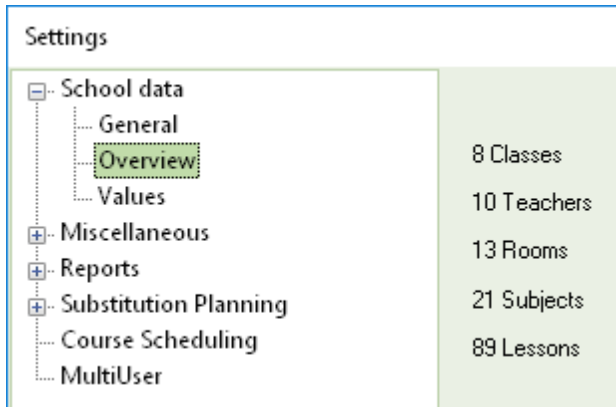 Settings
School data
General
Overview
Values
Miscellaneous
Reports
Substitution Planning
Course Scheduling
MultiUser
8 Classes
10 Teachers
13 Rooms
21 Subjects
89 Lessons